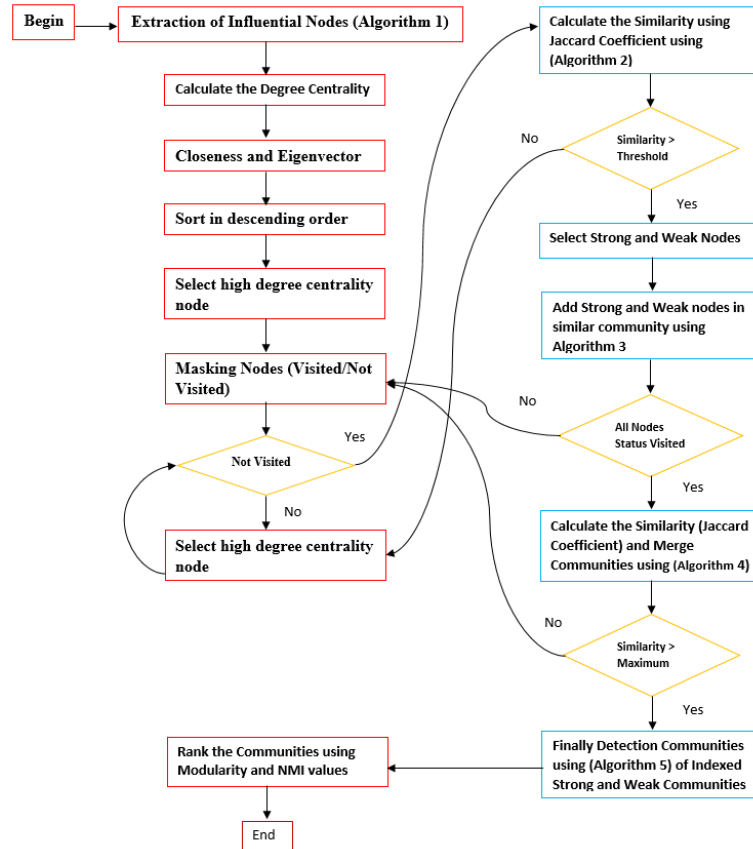 Begin
Extraction of Influential Nodes (Algorithm 1)
Calculate the Degree Centrality
Closeness and Eigenvector
Sort in descending order
Select high degree centrality
node
Masking Nodes (Visited/Not
Visited)
Yes
Not Visited
No
Select high degree centrality
node
Calculate the Similarity using
Jaccard Coefficient using
(Algorithm 2)
No
Similarity >
Threshold
Yes
Select Strong and Weak Nodes
Add Strong and Weak nodes in
similar community using
Algorithm 3
No
All Nodes
Status Visited
Yes
Calculate the Similarity (Jaccard
Coefficient) and Merge
Communities using (Algorithm 4)
No
Similarity >
Maximum
Yes
Finally Detection Communities
using (Algorithm 5) of Indexed
Strong and Weak Communities
Rank the Communities using
Modularity and NMI values
End